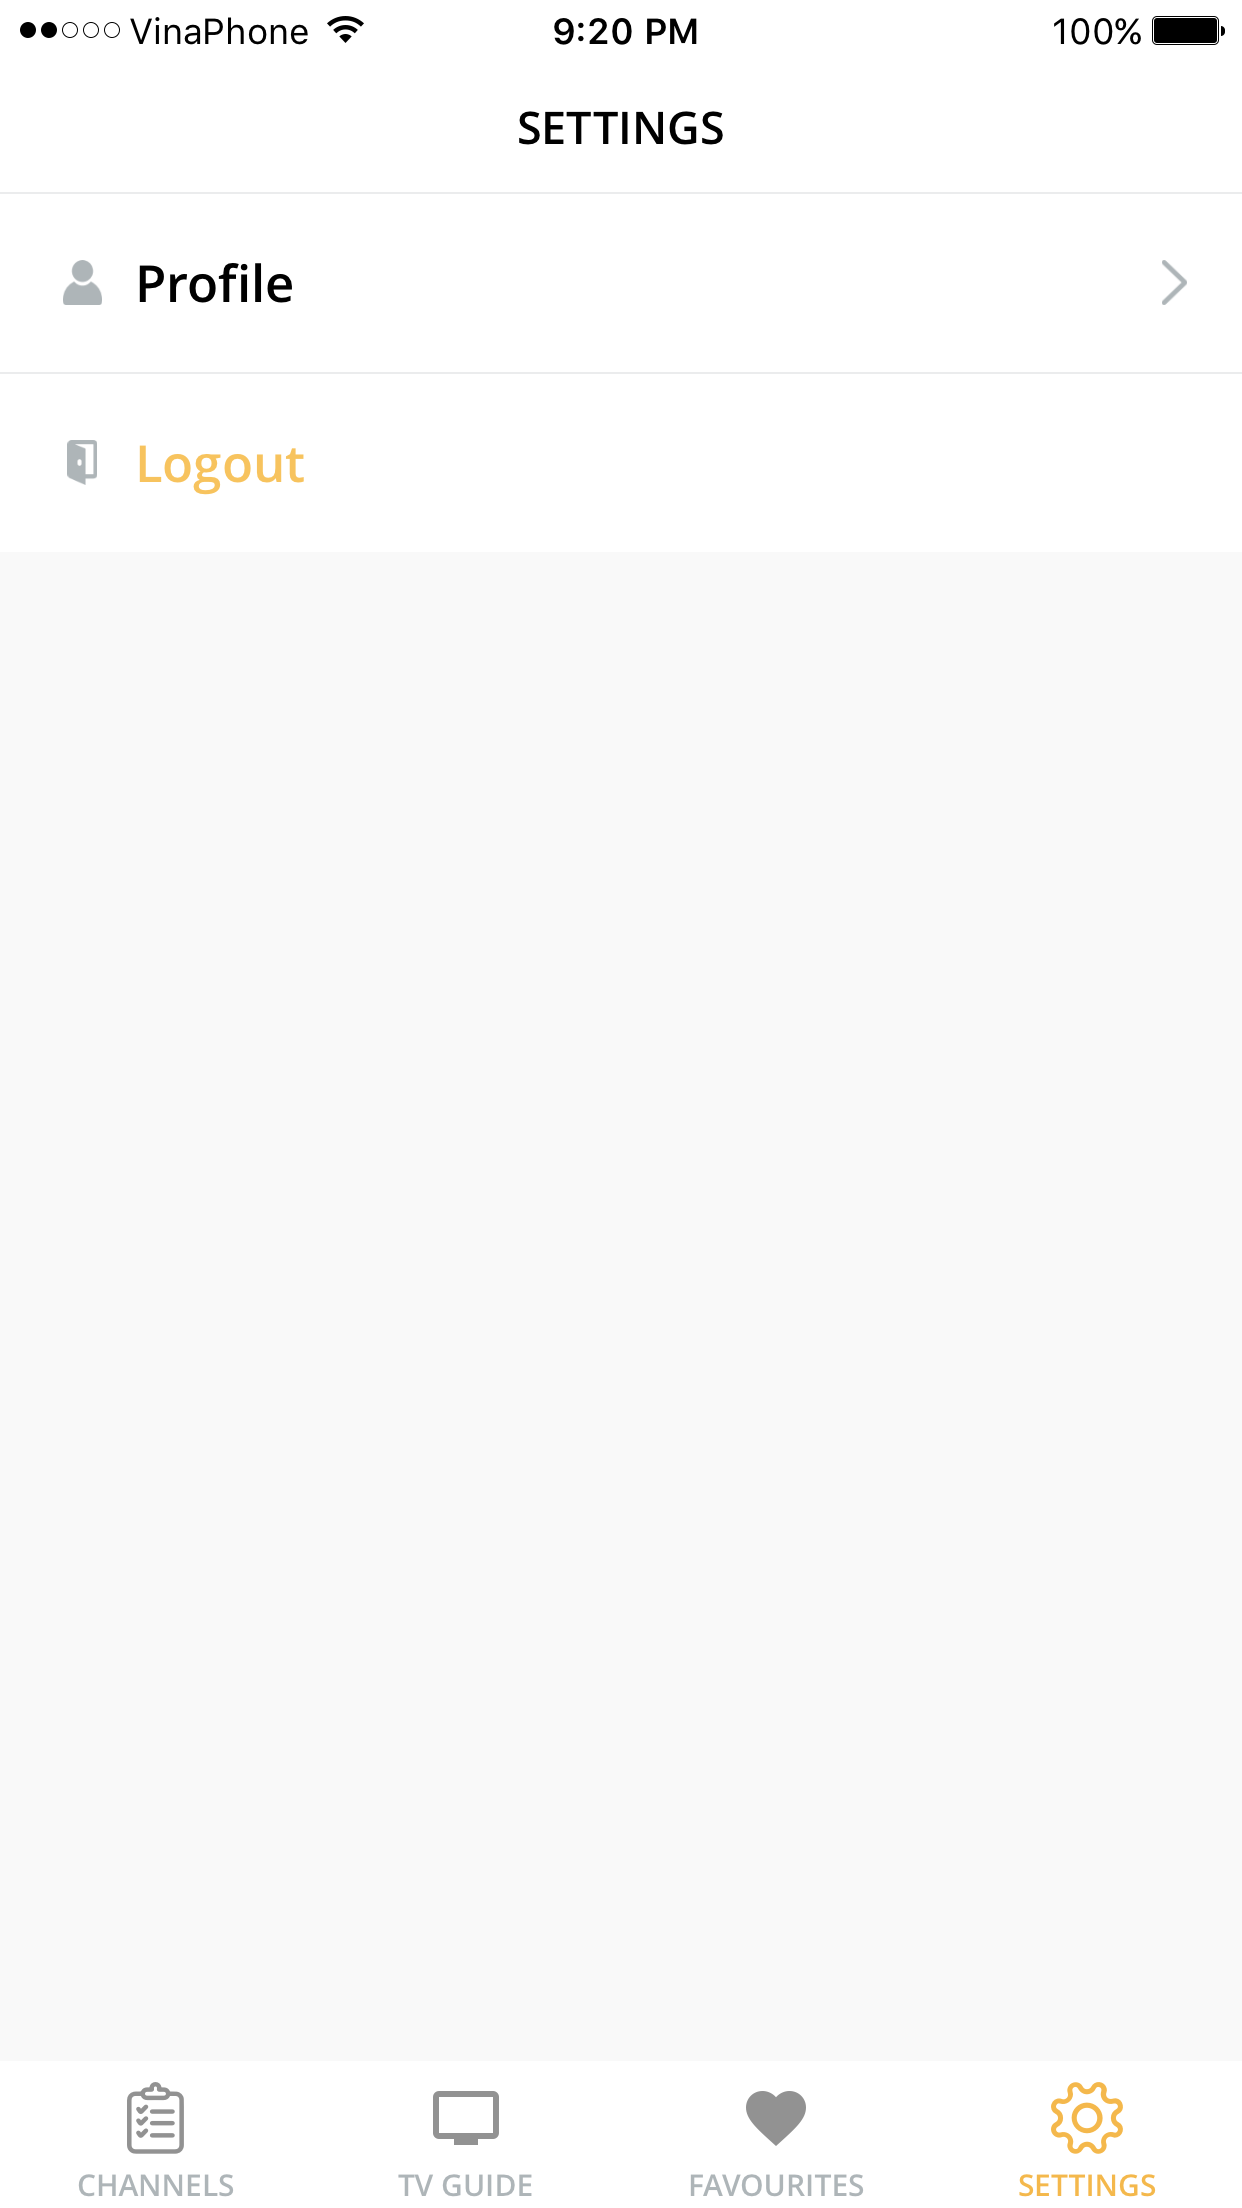 VinaPhone 9:20 PM 100%
SETTINGS
Profile
Logout
CHANNELS TV GUIDE FAVOURITES SETTINGS